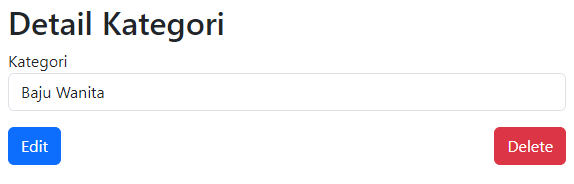 Detail Kategori
Kategori
Baju Wanita
Edit
Delete